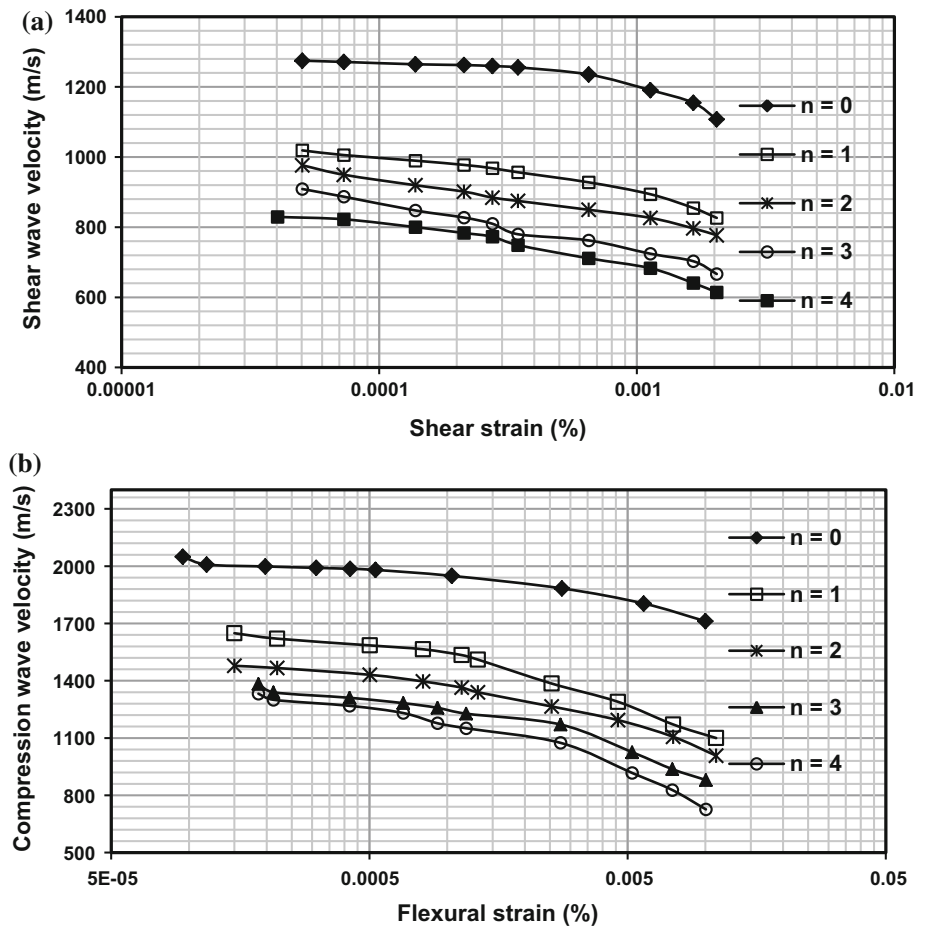 (a)
Shear wave velocity (m/s)
1400
1200
1000
800
600
400
0.00001
0.0001
0.001
0.01
Shear strain (%)
n = 0
n = 1
n = 2
n = 3
n = 4
(b)
Compression wave velocity (m/s)
2300
2000
1700
1400
1100
800
500
5E-05
0.0005
0.005
0.05
Flexural strain (%)
n = 0
n = 1
n = 2
n = 3
n = 4